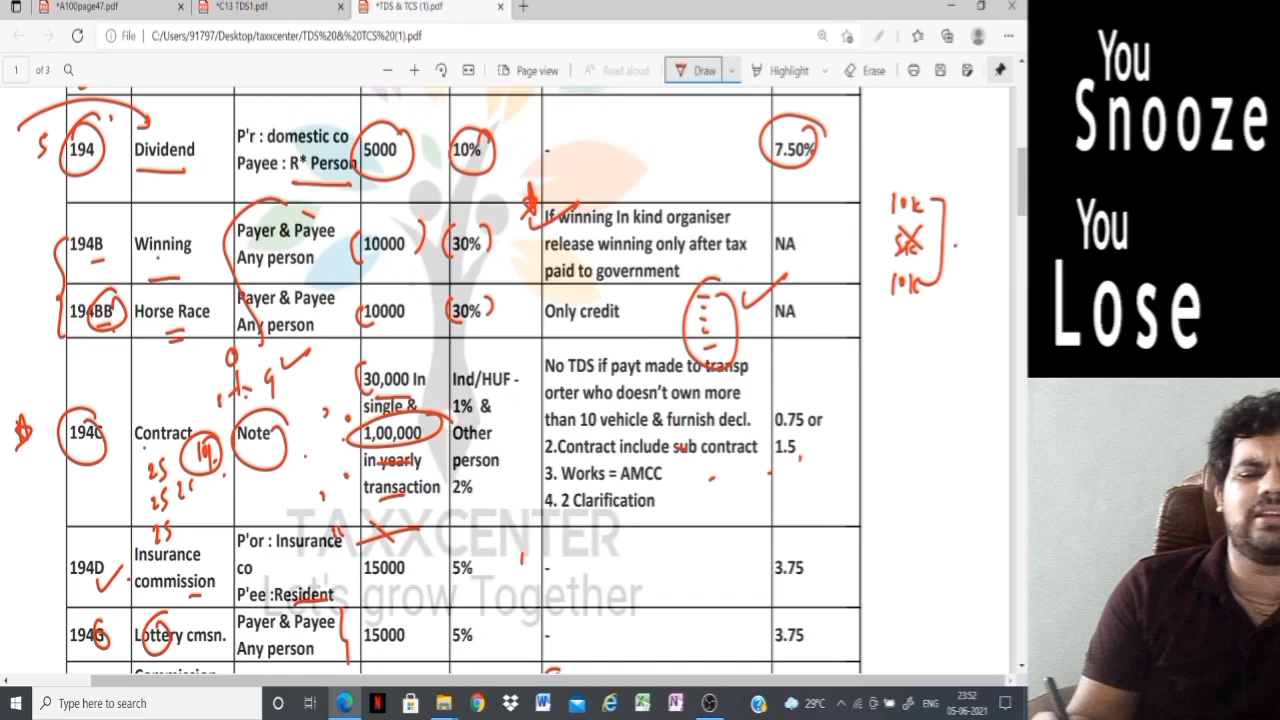 *A100page47.pdf
*C13 TDS1.pdf
*TDS & TCS (1).pdf
File C:/Users/91797/Desktop/taxxcenter/TDS%20&%20TCS%20(1).pdf
1 of 3
Page view
Read aloud
Draw
Highlight
Erase
194
Dividend
P'r : domestic co
Payee : R* Person
5000
10%
-
7.50%
194B
Winning
Payer & Payee
Any person
10000
30%
If winning In kind organiser
release winning only after tax
paid to government
NA
194BB
Horse Race
Payer & Payee
Any person
10000
30%
Only credit
NA
194C
Contract
Note
30,000 In
single &
1,00,000
in yearly
transaction
Ind/HUF -
1% &
Other
person
2%
No TDS if payt made to transp
orter who doesn't own more
than 10 vehicle & furnish decl.
2.Contract include sub contract
3. Works = AMCC
4. 2 Clarification
0.75 or
1.5
194D
Insurance
commission
P'or : Insurance
co
P'ee :Resident
15000
5%
-
3.75
194G
Lottery cmsn.
Payer & Payee
Any person
15000
5%
-
3.75
10k
5k
10k
25
25
25
TAXXCENTER
Let's grow Together
You
Snooze
You
Lose
Type here to search
29°C
ENG
23:52
05-06-2021